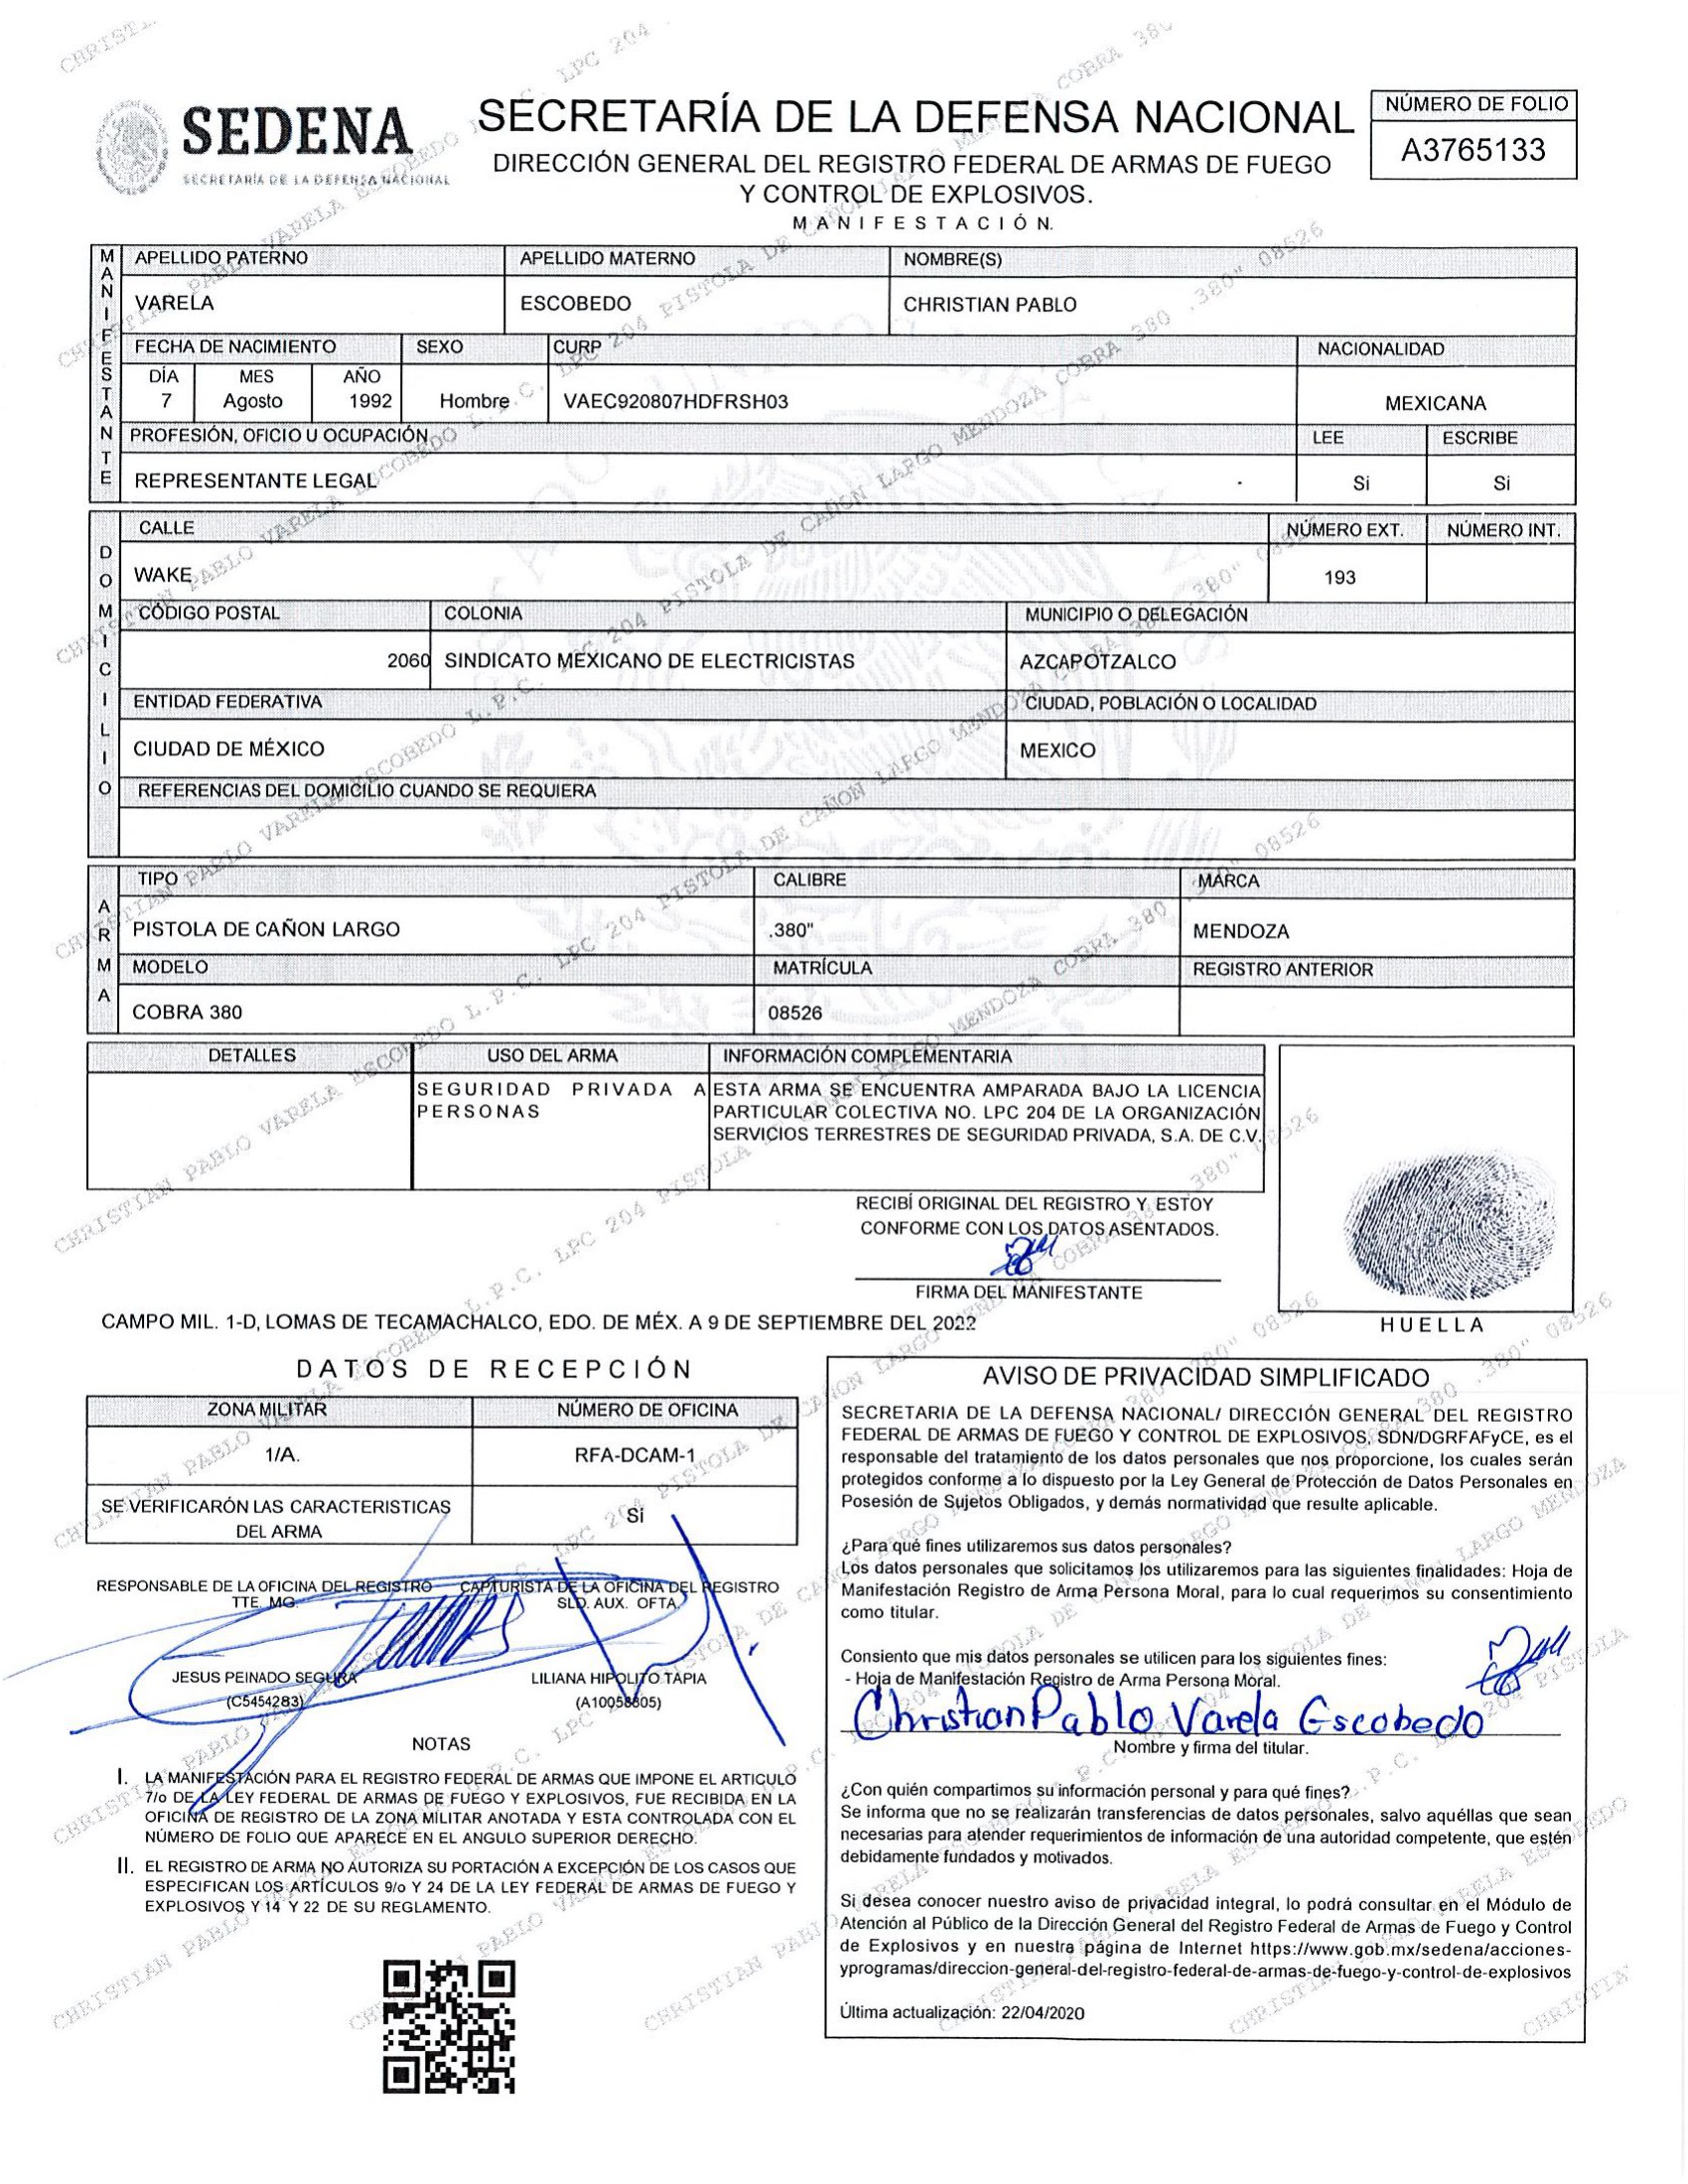 SEDENA
SECRETARÍA DE LA DEFENSA NACIONAL
SECRETARÍA DE LA DEFENSA NACIONAL
DIRECCIÓN GENERAL DEL REGISTRO FEDERAL DE ARMAS DE FUEGO
Y CONTROL DE EXPLOSIVOS.
MANIFESTACIÓN.
NÚMERO DE FOLIO
A3765133
MANIFESTANTE
APELLIDO PATERNO APELLIDO MATERNO NOMBRE(S)
VARELA ESCOBEDO CHRISTIAN PABLO
FECHA DE NACIMIENTO SEXO CURP NACIONALIDAD
DÍA MES AÑO
7 Agosto 1992 Hombre VAEC920807HDFRSH03 MEXICANA
PROFESIÓN, OFICIO U OCUPACIÓN LEE ESCRIBE
REPRESENTANTE LEGAL Si Si
DOMICILIO
CALLE NÚMERO EXT. NÚMERO INT.
WAKE 193
CÓDIGO POSTAL COLONIA MUNICIPIO O DELEGACIÓN
2060 SINDICATO MEXICANO DE ELECTRICISTAS AZCAPOTZALCO
ENTIDAD FEDERATIVA CIUDAD, POBLACIÓN O LOCALIDAD
CIUDAD DE MÉXICO MEXICO
REFERENCIAS DEL DOMICILIO CUANDO SE REQUIERA
ARMA
TIPO CALIBRE MARCA
PISTOLA DE CAÑON LARGO .380" MENDOZA
MODELO MATRÍCULA REGISTRO ANTERIOR
COBRA 380 08526
DETALLES USO DEL ARMA INFORMACIÓN COMPLEMENTARIA
SEGURIDAD PRIVADA A
PERSONAS
ESTA ARMA SE ENCUENTRA AMPARADA BAJO LA LICENCIA
PARTICULAR COLECTIVA NO. LPC 204 DE LA ORGANIZACIÓN
SERVICIOS TERRESTRES DE SEGURIDAD PRIVADA, S.A. DE C.V.
RECIBÍ ORIGINAL DEL REGISTRO Y ESTOY
CONFORME CON LOS DATOS ASENTADOS.
FIRMA DEL MANIFESTANTE
HUELLA
CAMPO MIL. 1-D, LOMAS DE TECAMACHALCO, EDO. DE MÉX. A 9 DE SEPTIEMBRE DEL 2022
DATOS DE RECEPCIÓN
ZONA MILITAR NÚMERO DE OFICINA
1/A. RFA-DCAM-1
SE VERIFICARÓN LAS CARACTERISTICAS
DEL ARMA
Si
RESPONSABLE DE LA OFICINA DEL REGISTRO CAPTURISTA DE LA OFICINA DEL REGISTRO
TTE. MG. SLD. AUX. OFTA.
JESUS PEINADO SEGURA LILIANA HIPOLITO TAPIA
(C5454283) (A10058805)
NOTAS
I. LA MANIFESTACIÓN PARA EL REGISTRO FEDERAL DE ARMAS QUE IMPONE EL ARTICULO
7/o DE LA LEY FEDERAL DE ARMAS DE FUEGO Y EXPLOSIVOS, FUE RECIBIDA EN LA
OFICINA DE REGISTRO DE LA ZONA MILITAR ANOTADA Y ESTA CONTROLADA CON EL
NÚMERO DE FOLIO QUE APARECE EN EL ANGULO SUPERIOR DERECHO.
II. EL REGISTRO DE ARMA NO AUTORIZA SU PORTACIÓN A EXCEPCIÓN DE LOS CASOS QUE
ESPECIFICAN LOS ARTÍCULOS 9/o Y 24 DE LA LEY FEDERAL DE ARMAS DE FUEGO Y
EXPLOSIVOS Y 14 Y 22 DE SU REGLAMENTO.
AVISO DE PRIVACIDAD SIMPLIFICADO
SECRETARIA DE LA DEFENSA NACIONAL/ DIRECCIÓN GENERAL DEL REGISTRO
FEDERAL DE ARMAS DE FUEGO Y CONTROL DE EXPLOSIVOS, SDN/DGRFAFyCE, es el
responsable del tratamiento de los datos personales que nos proporcione, los cuales serán
protegidos conforme a lo dispuesto por la Ley General de Protección de Datos Personales en
Posesión de Sujetos Obligados, y demás normatividad que resulte aplicable.
¿Para qué fines utilizaremos sus datos personales?
Los datos personales que solicitamos los utilizaremos para las siguientes finalidades: Hoja de
Manifestación Registro de Arma Persona Moral, para lo cual requerimos su consentimiento
como titular.
Consiento que mis datos personales se utilicen para los siguientes fines:
- Hoja de Manifestación Registro de Arma Persona Moral.
Christian Pablo Varela Escobedo
Nombre y firma del titular.
¿Con quién compartimos su información personal y para qué fines?
Se informa que no se realizarán transferencias de datos personales, salvo aquéllas que sean
necesarias para atender requerimientos de información de una autoridad competente, que estén
debidamente fundados y motivados.
Si desea conocer nuestro aviso de privacidad integral, lo podrá consultar en el Módulo de
Atención al Público de la Dirección General del Registro Federal de Armas de Fuego y Control
de Explosivos y en nuestra página de Internet https://www.gob.mx/sedena/acciones-
yprogramas/direccion-general-del-registro-federal-de-armas-de-fuego-y-control-de-explosivos
Última actualización: 22/04/2020